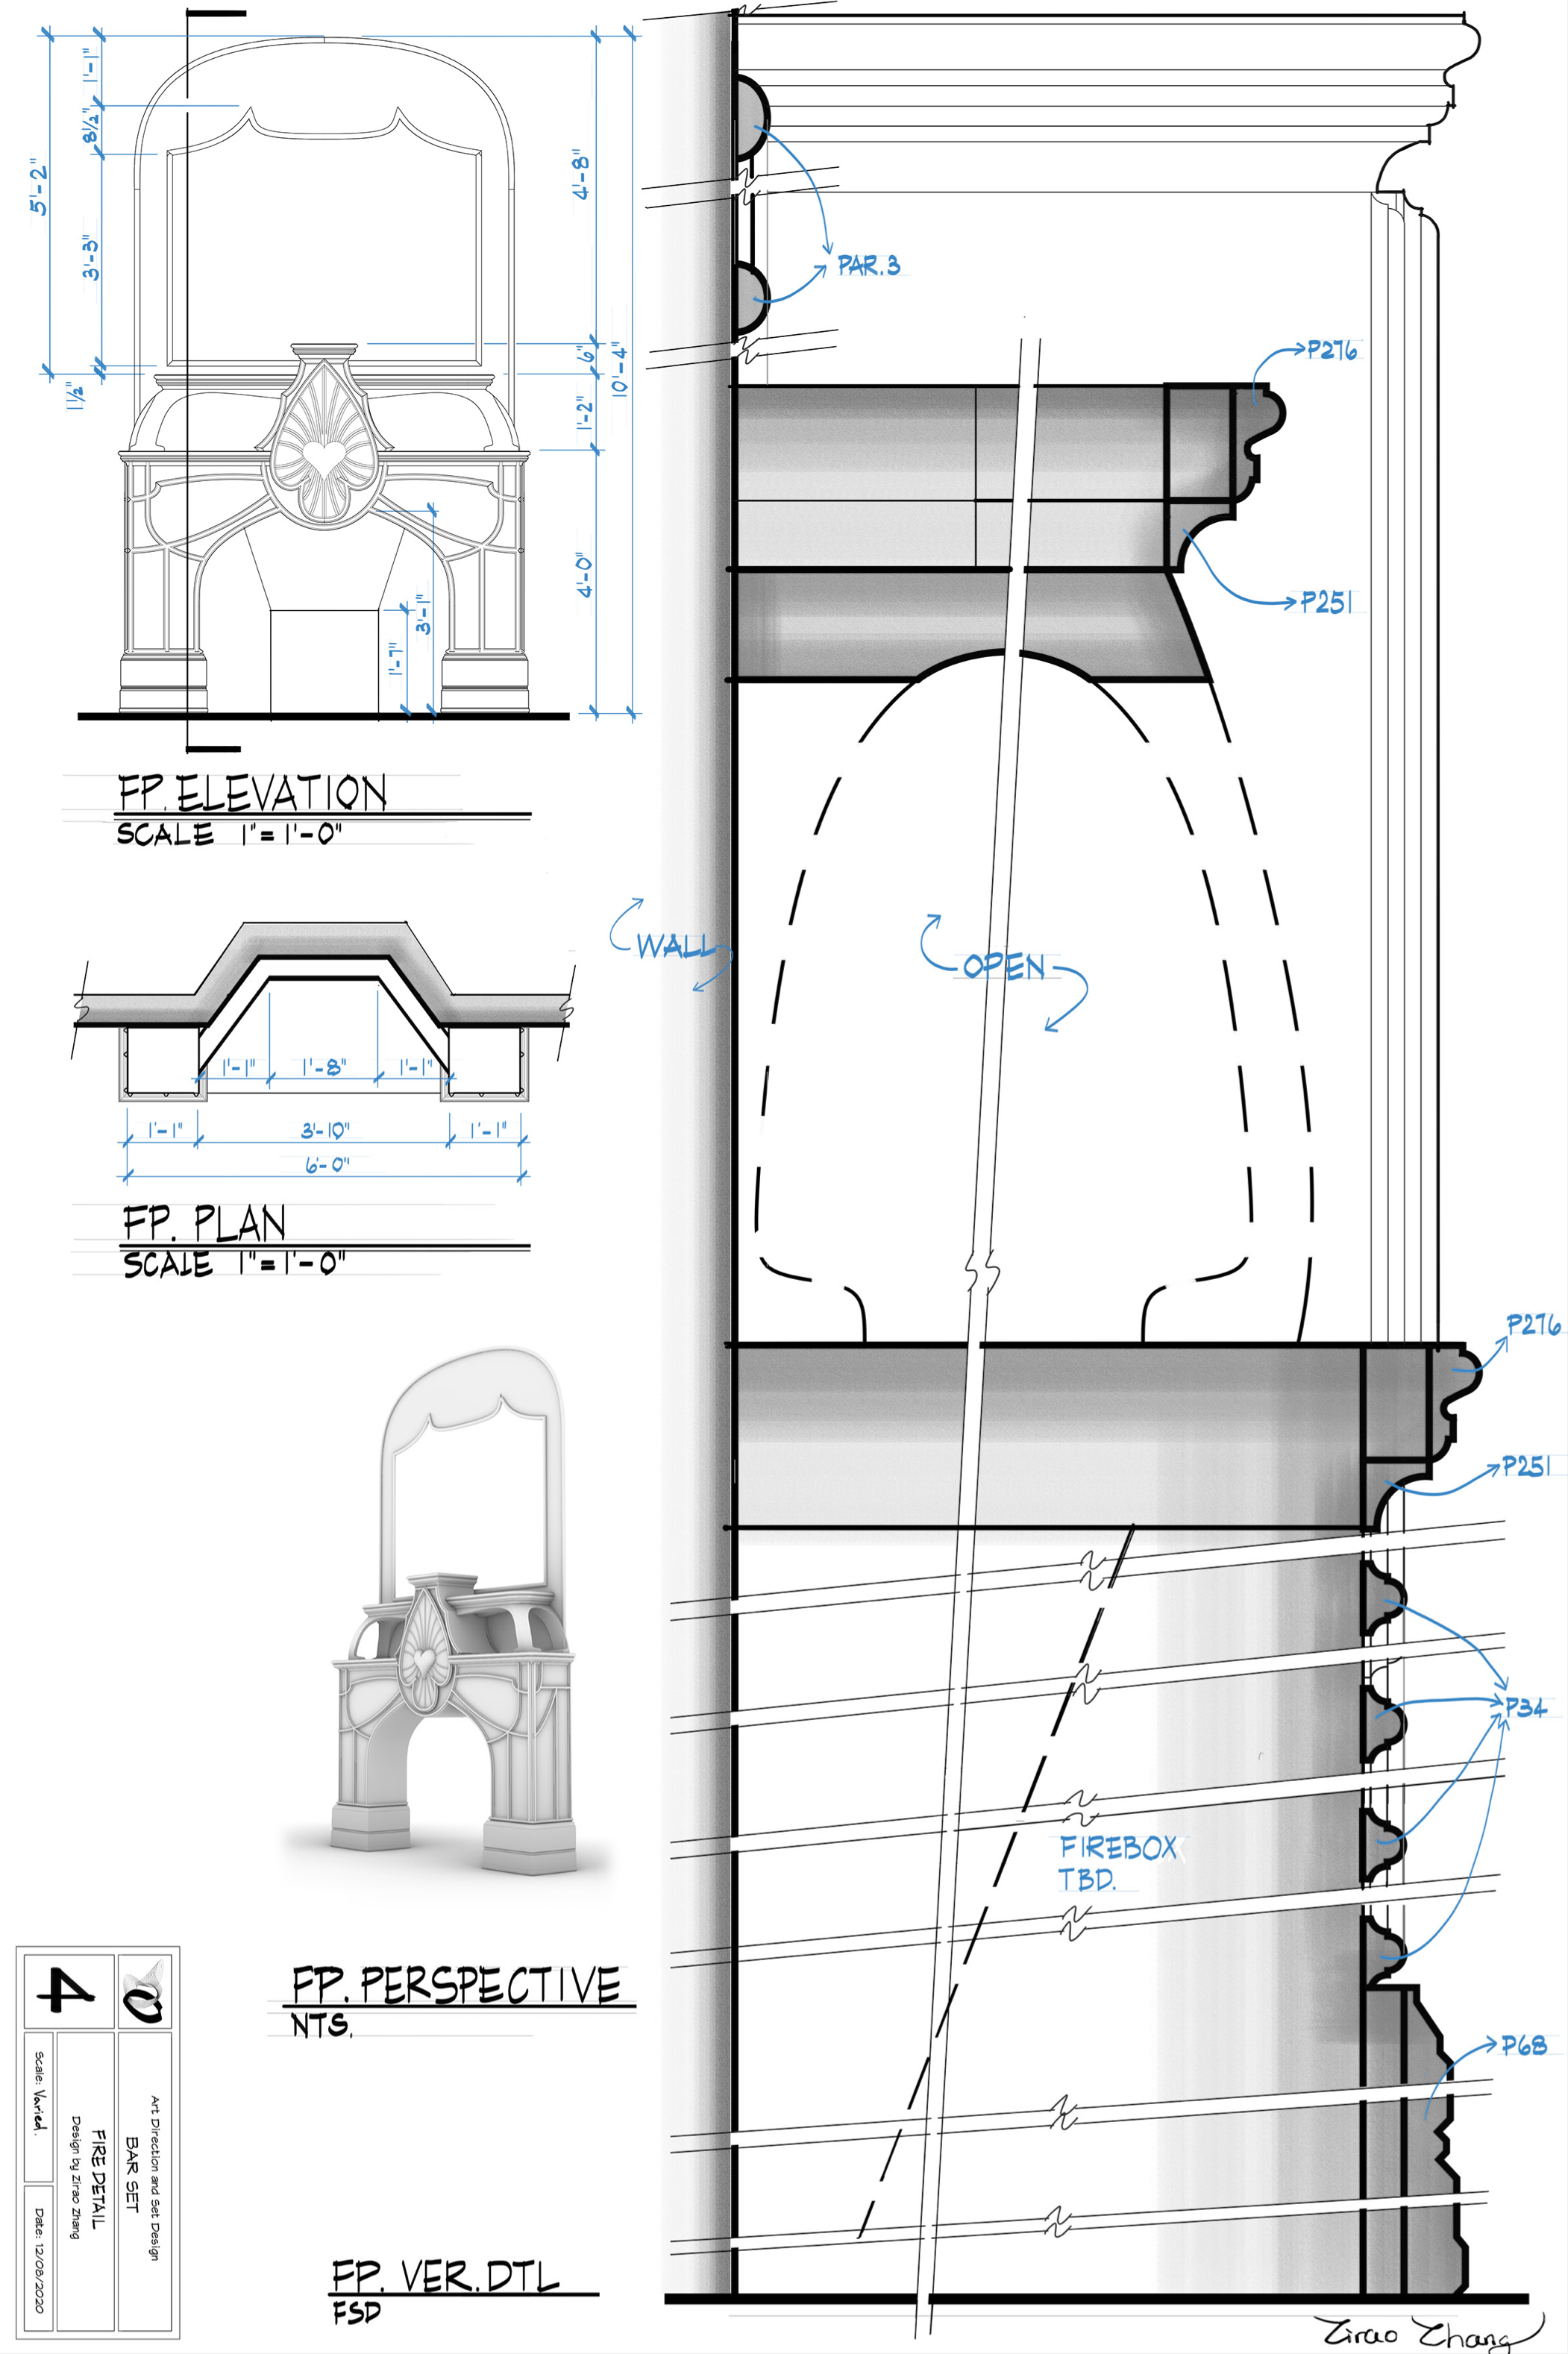 5'-2"
1'-1"
8½"
3'-3"
1½"
4'-8"
6"
1'-2"
10'-4"
4'-0"
3'-1"
1'-7"
FP. ELEVATION
SCALE 1"=1'-0"
1'-1" 1'-8" 1'-1"
1'-1" 3'-10" 1'-1"
6'-0"
FP. PLAN
SCALE 1"=1'-0"
FP. PERSPECTIVE
NTS.
FP. VER. DTL
FSD
PAR.3
P276
P251
WALL
OPEN
P276
P251
P34
FIREBOX
TBD.
P68
Art Direction and Set Design
BAR SET
FIRE DETAIL
Design by Zirao Zhang
4
Scale: Varied.
Date: 12/08/2020
Zirao Zhang